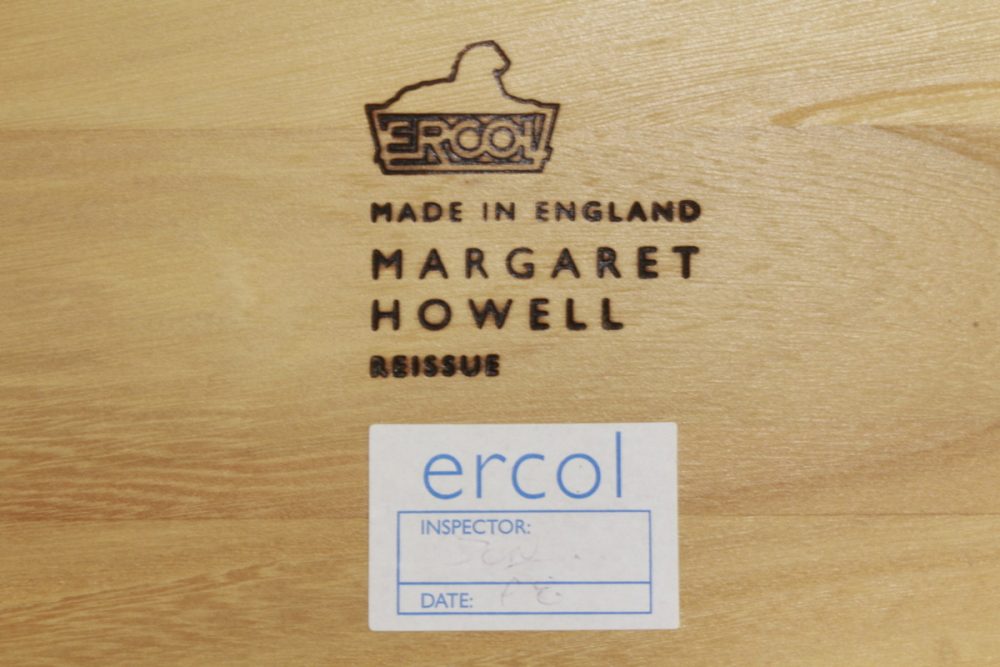 ERCOL
MADE IN ENGLAND
MARGARET
HOWELL
REISSUE
ercol
INSPECTOR:
DATE: